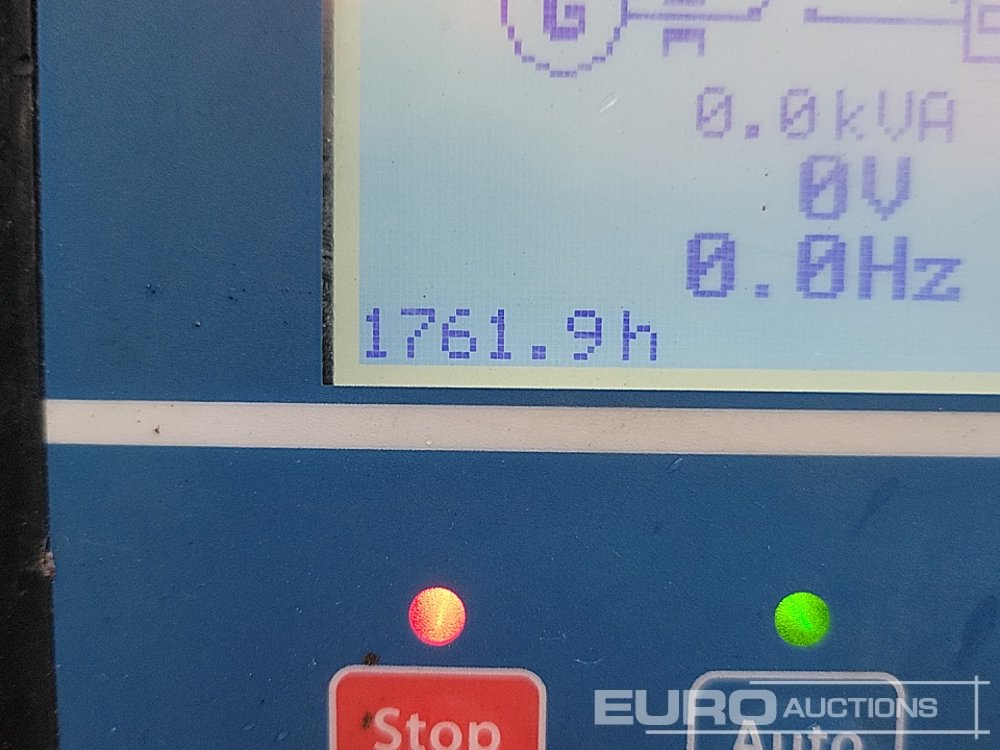 G
0.0kVA
0V
0.0Hz
1761.9h
Stop
Auto
EURO AUCTIONS